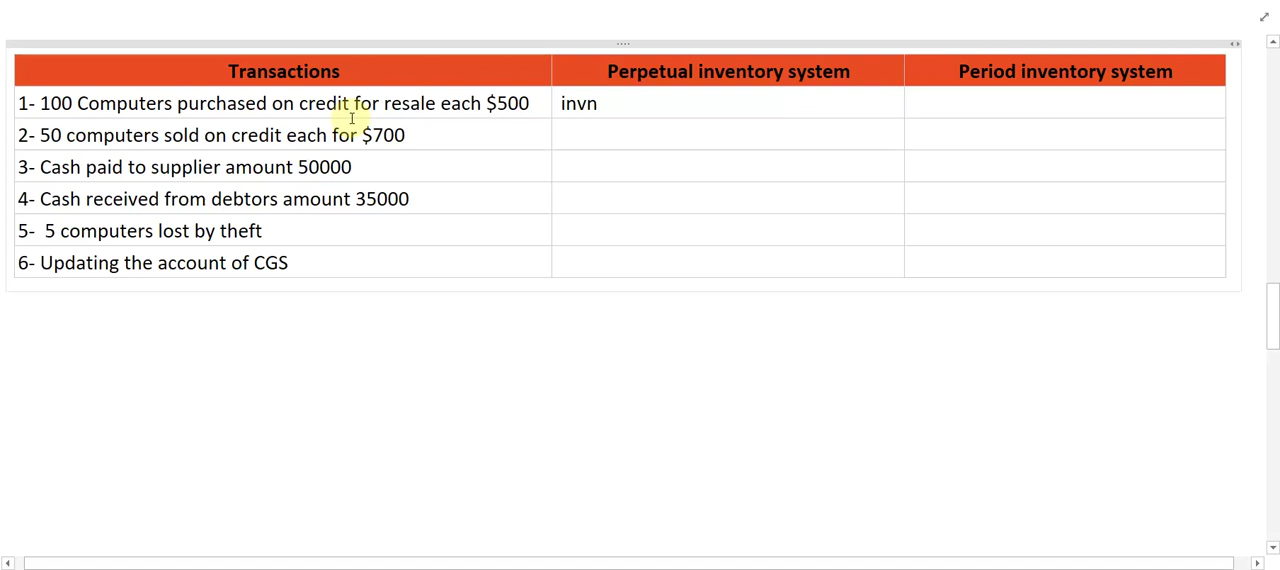 Transactions Perpetual inventory system Period inventory system
1- 100 Computers purchased on credit for resale each $500 invn
2- 50 computers sold on credit each for $700
3- Cash paid to supplier amount 50000
4- Cash received from debtors amount 35000
5- 5 computers lost by theft
6- Updating the account of CGS